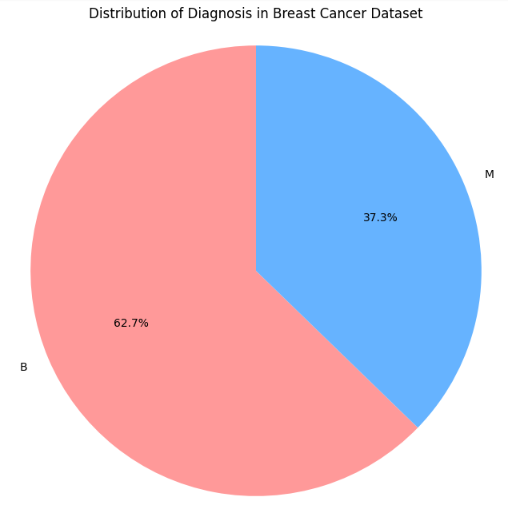 Distribution of Diagnosis in Breast Cancer Dataset
M
37.3%
62.7%
B